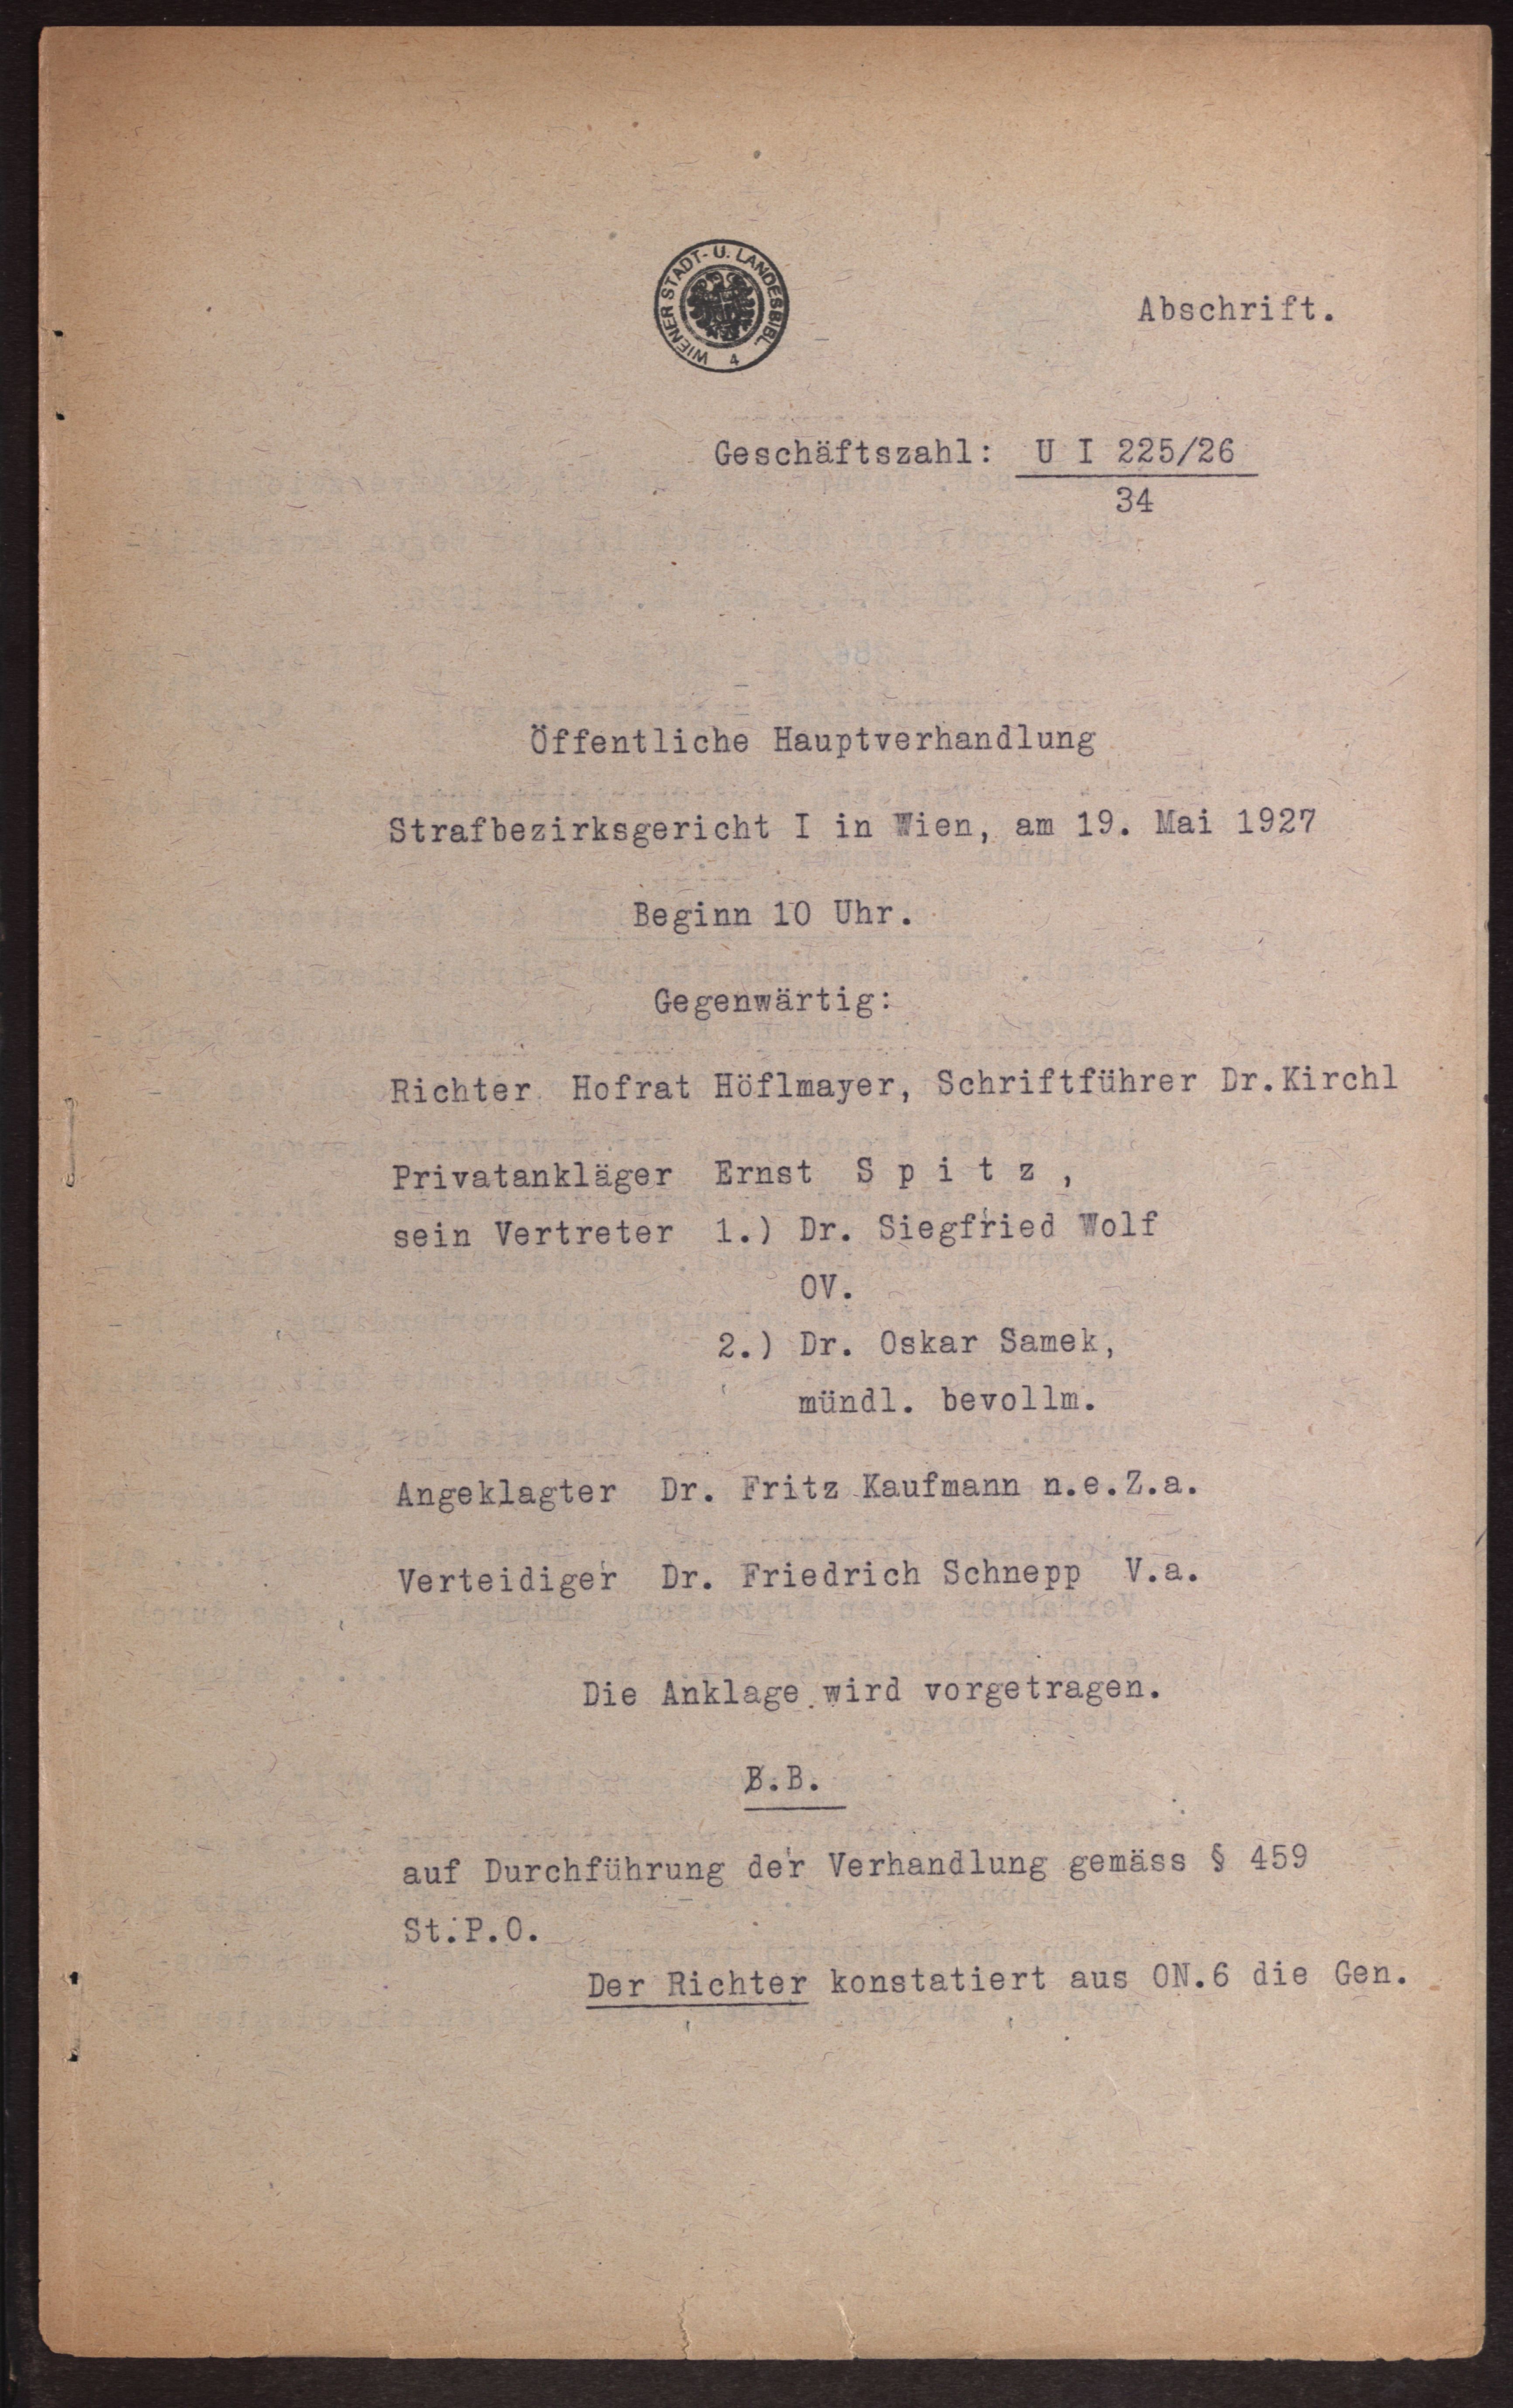 WIENER STADT- U. LANDESBIBL.
4
Abschrift.
Geschäftszahl: U I 225/26
34
Öffentliche Hauptverhandlung
Strafbezirksgericht I in Wien, am 19. Mai 1927
Beginn 10 Uhr.
Gegenwärtig:
Richter Hofrat Höflmayer, Schriftführer Dr.Kirchl
Privatankläger Ernst S p i t z ,
sein Vertreter 1.) Dr. Siegfried Wolf
OV.
2.) Dr. Oskar Samek,
mündl. bevollm.
Angeklagter Dr. Fritz Kaufmann n.e.Z.a.
Verteidiger Dr. Friedrich Schnepp V.a.
Die Anklage wird vorgetragen.
B.B.
auf Durchführung der Verhandlung gemäss § 459
St.P.O.
Der Richter konstatiert aus ON.6 die Gen.